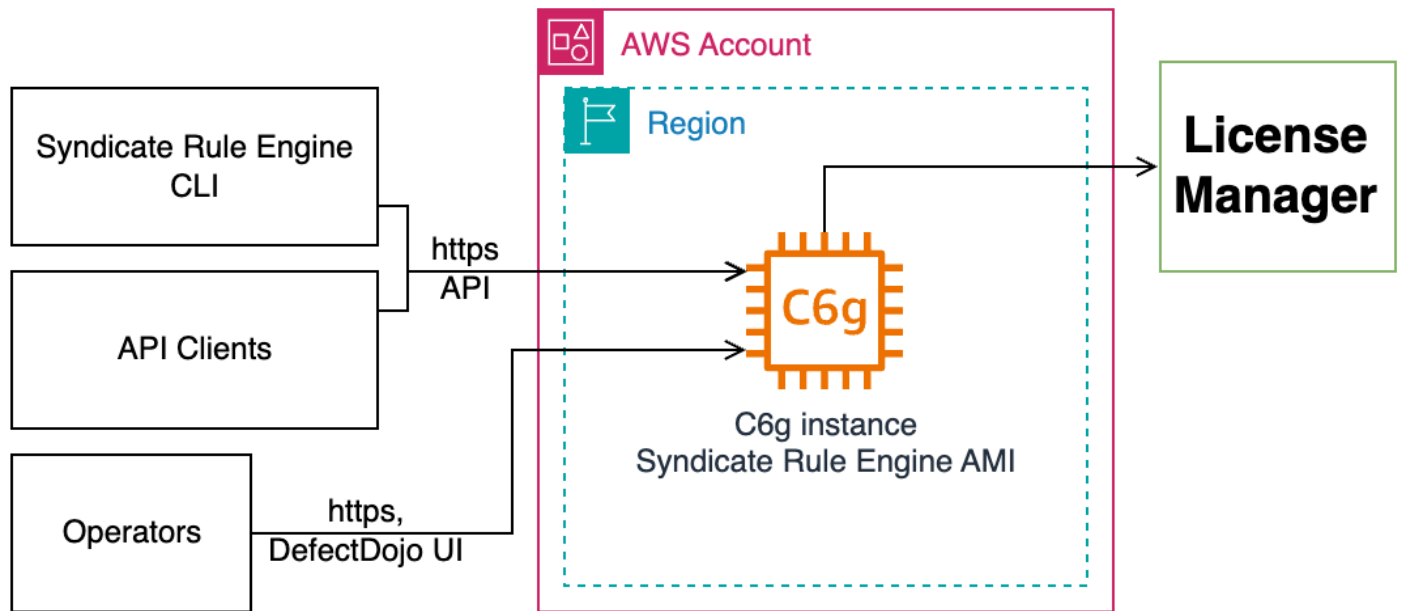 AWS Account
Region
Syndicate Rule Engine
CLI
API Clients
Operators
https
API
https,
DefectDojo UI
C6g
C6g instance
Syndicate Rule Engine AMI
License
Manager